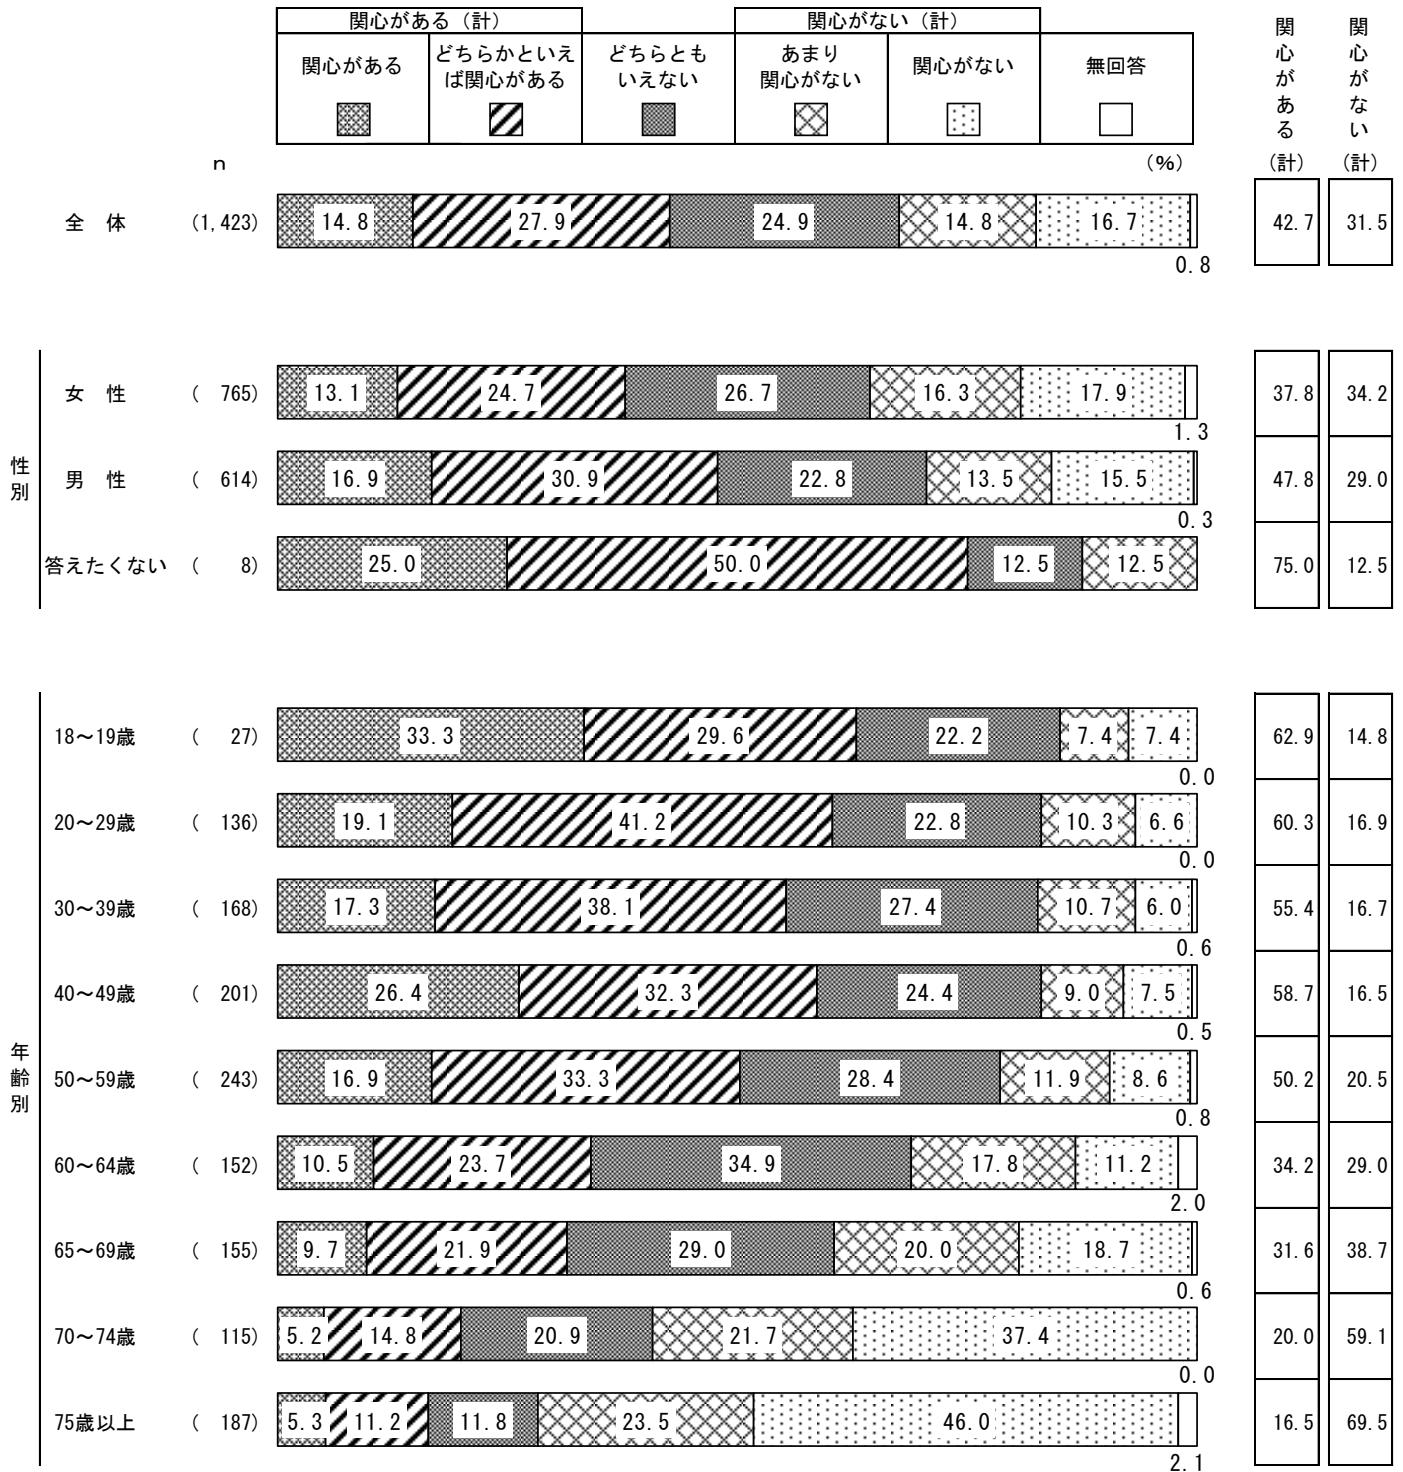 関心がある（計） 関心がない（計）
関心がある どちらかといえば関心がある どちらとも いえない あまり 関心がない 関心がない 無回答
関心がある（計） 関心がない（計）
n (%)
全 体 (1,423) 14.8 27.9 24.9 14.8 16.7 0.8 42.7 31.5
性別
女 性 ( 765) 13.1 24.7 26.7 16.3 17.9 1.3 37.8 34.2
男 性 ( 614) 16.9 30.9 22.8 13.5 15.5 0.3 47.8 29.0
答えたくない ( 8) 25.0 50.0 12.5 12.5 75.0 12.5
年齢別
18～19歳 ( 27) 33.3 29.6 22.2 7.4 7.4 0.0 62.9 14.8
20～29歳 ( 136) 19.1 41.2 22.8 10.3 6.6 0.0 60.3 16.9
30～39歳 ( 168) 17.3 38.1 27.4 10.7 6.0 0.6 55.4 16.7
40～49歳 ( 201) 26.4 32.3 24.4 9.0 7.5 0.5 58.7 16.5
50～59歳 ( 243) 16.9 33.3 28.4 11.9 8.6 0.8 50.2 20.5
60～64歳 ( 152) 10.5 23.7 34.9 17.8 11.2 2.0 34.2 29.0
65～69歳 ( 155) 9.7 21.9 29.0 20.0 18.7 0.6 31.6 38.7
70～74歳 ( 115) 5.2 14.8 20.9 21.7 37.4 0.0 20.0 59.1
75歳以上 ( 187) 5.3 11.2 11.8 23.5 46.0 2.1 16.5 69.5